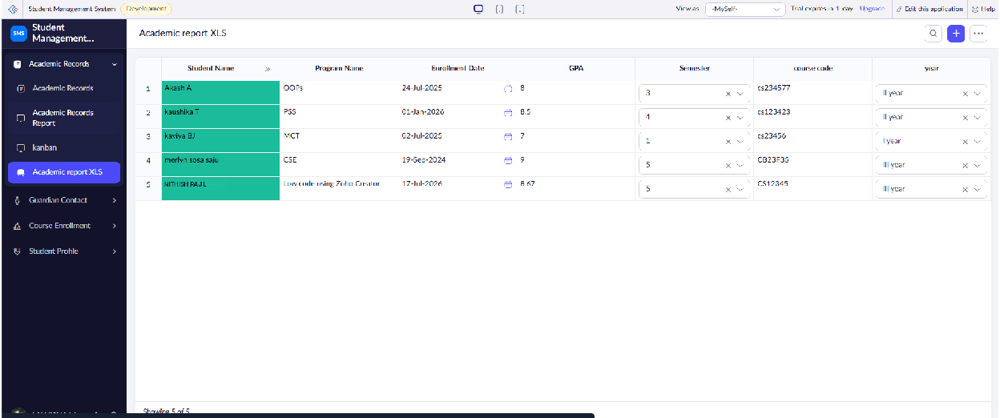 Student Management System Development View as -MySelf- Trial expires in 1 day Upgrade Edit this application Help
SMS Student Management...
Academic report XLS
Academic Records
Academic Records
Academic Records Report
kanban
Academic report XLS
Guardian Contact
Course Enrollment
Student Profile
Student Name Program Name Enrollment Date GPA Semester course code year
1 Akash A OOPs 24-Jul-2025 8 3 cs234577 II year
2 kaushika T PSS 01-Jan-2026 8.5 4 cs123423 II year
3 kaviya BJ MCT 02-Jul-2025 7 1 cs23456 I year
4 merlyn sosa saju CSE 19-Sep-2024 9 5 CB23F35 III year
5 NITHISH RAJ L Low code using Zoho Creator 17-Jul-2026 8.67 5 CS12345 III year
Showing 5 of 5